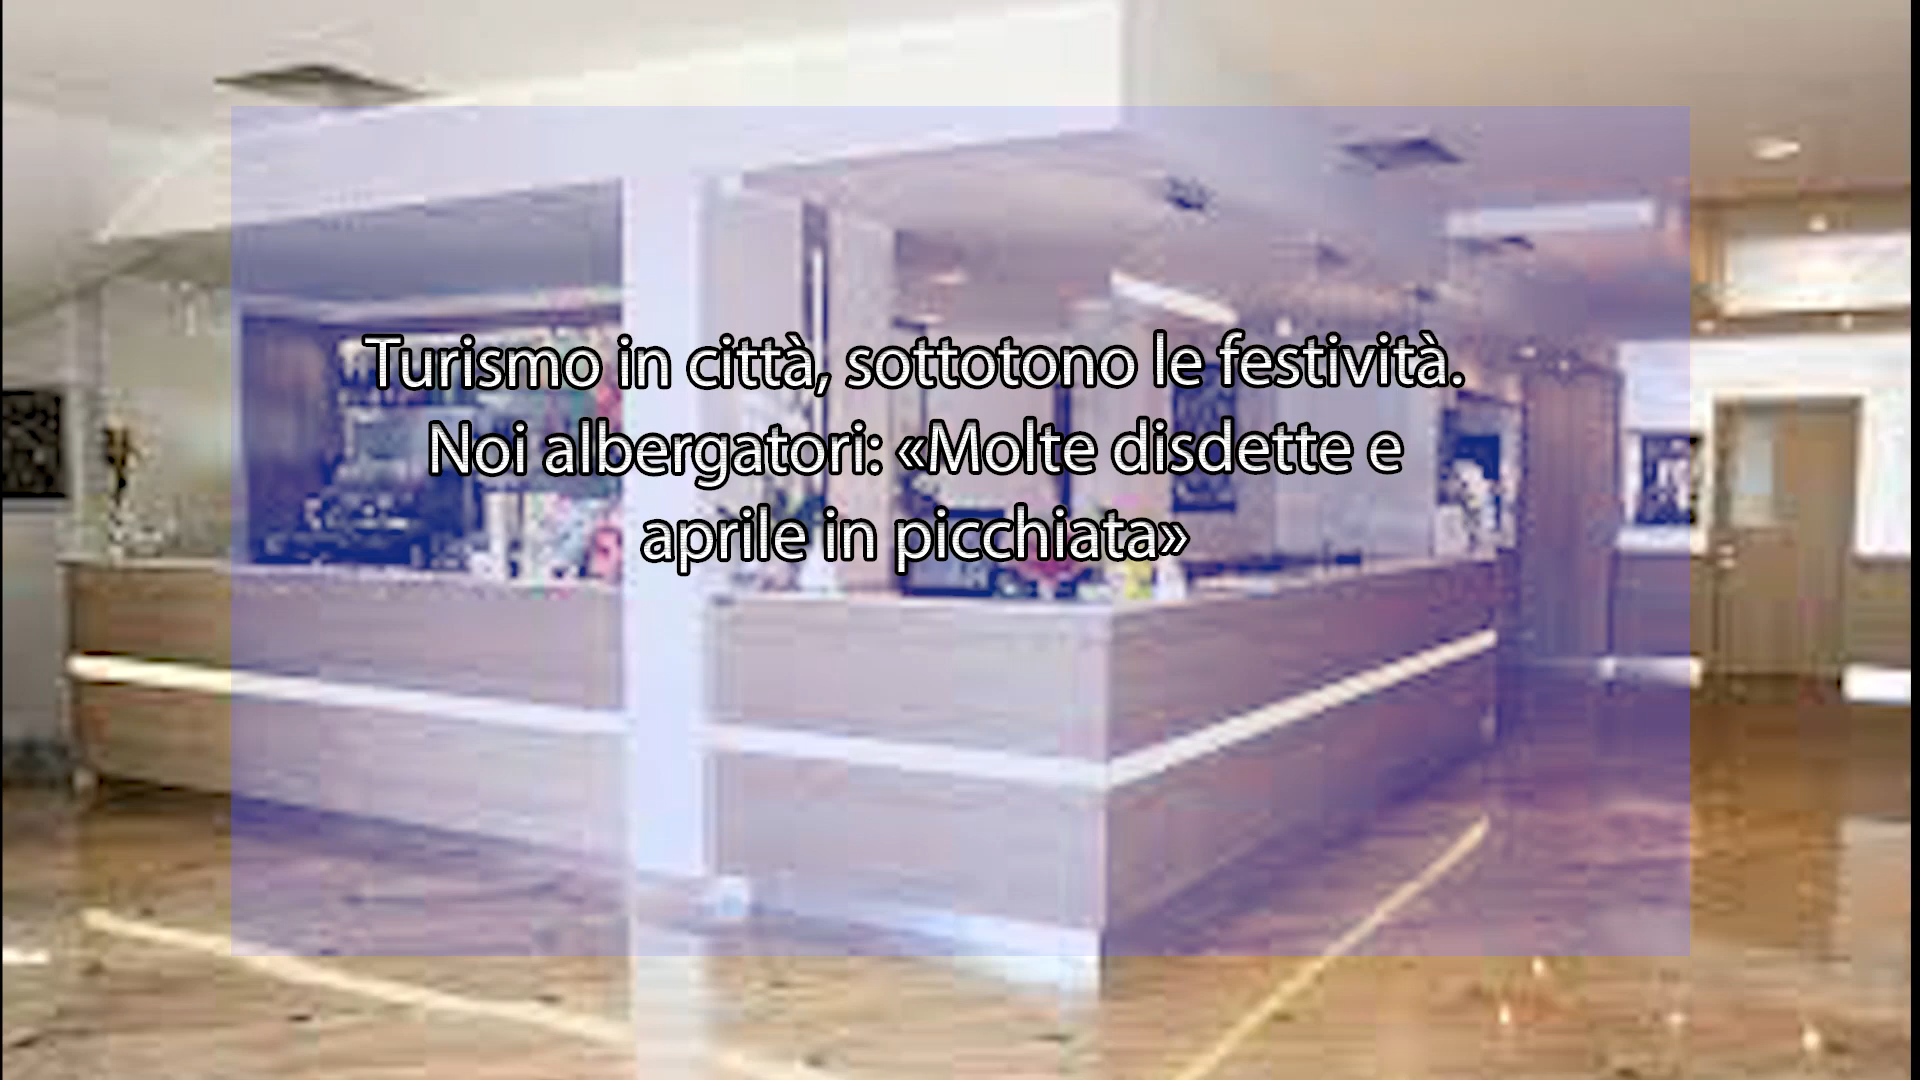 Turismo in città, sottotono le festività.
Noi albergatori: «Molte disdette e
aprile in picchiata»